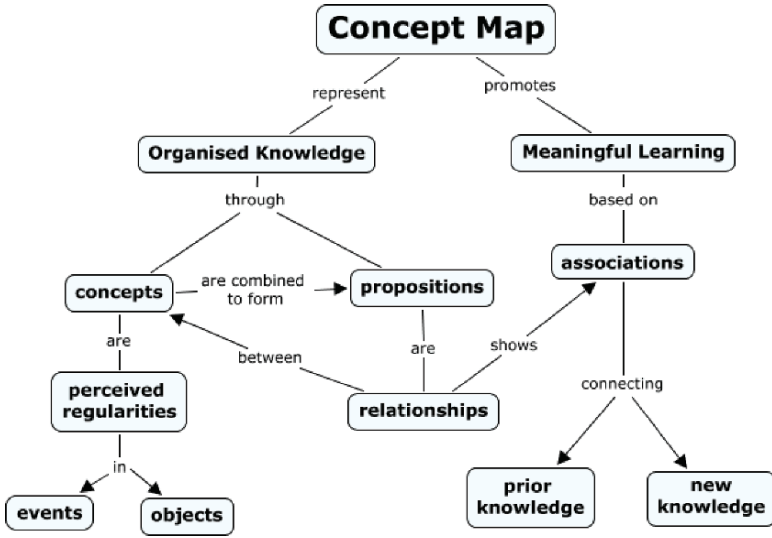 Concept Map
represent
promotes
Organised Knowledge
Meaningful Learning
through
based on
concepts
are combined
to form
propositions
associations
are
between
are
shows
perceived
regularities
relationships
connecting
in
events
objects
prior
knowledge
new
knowledge